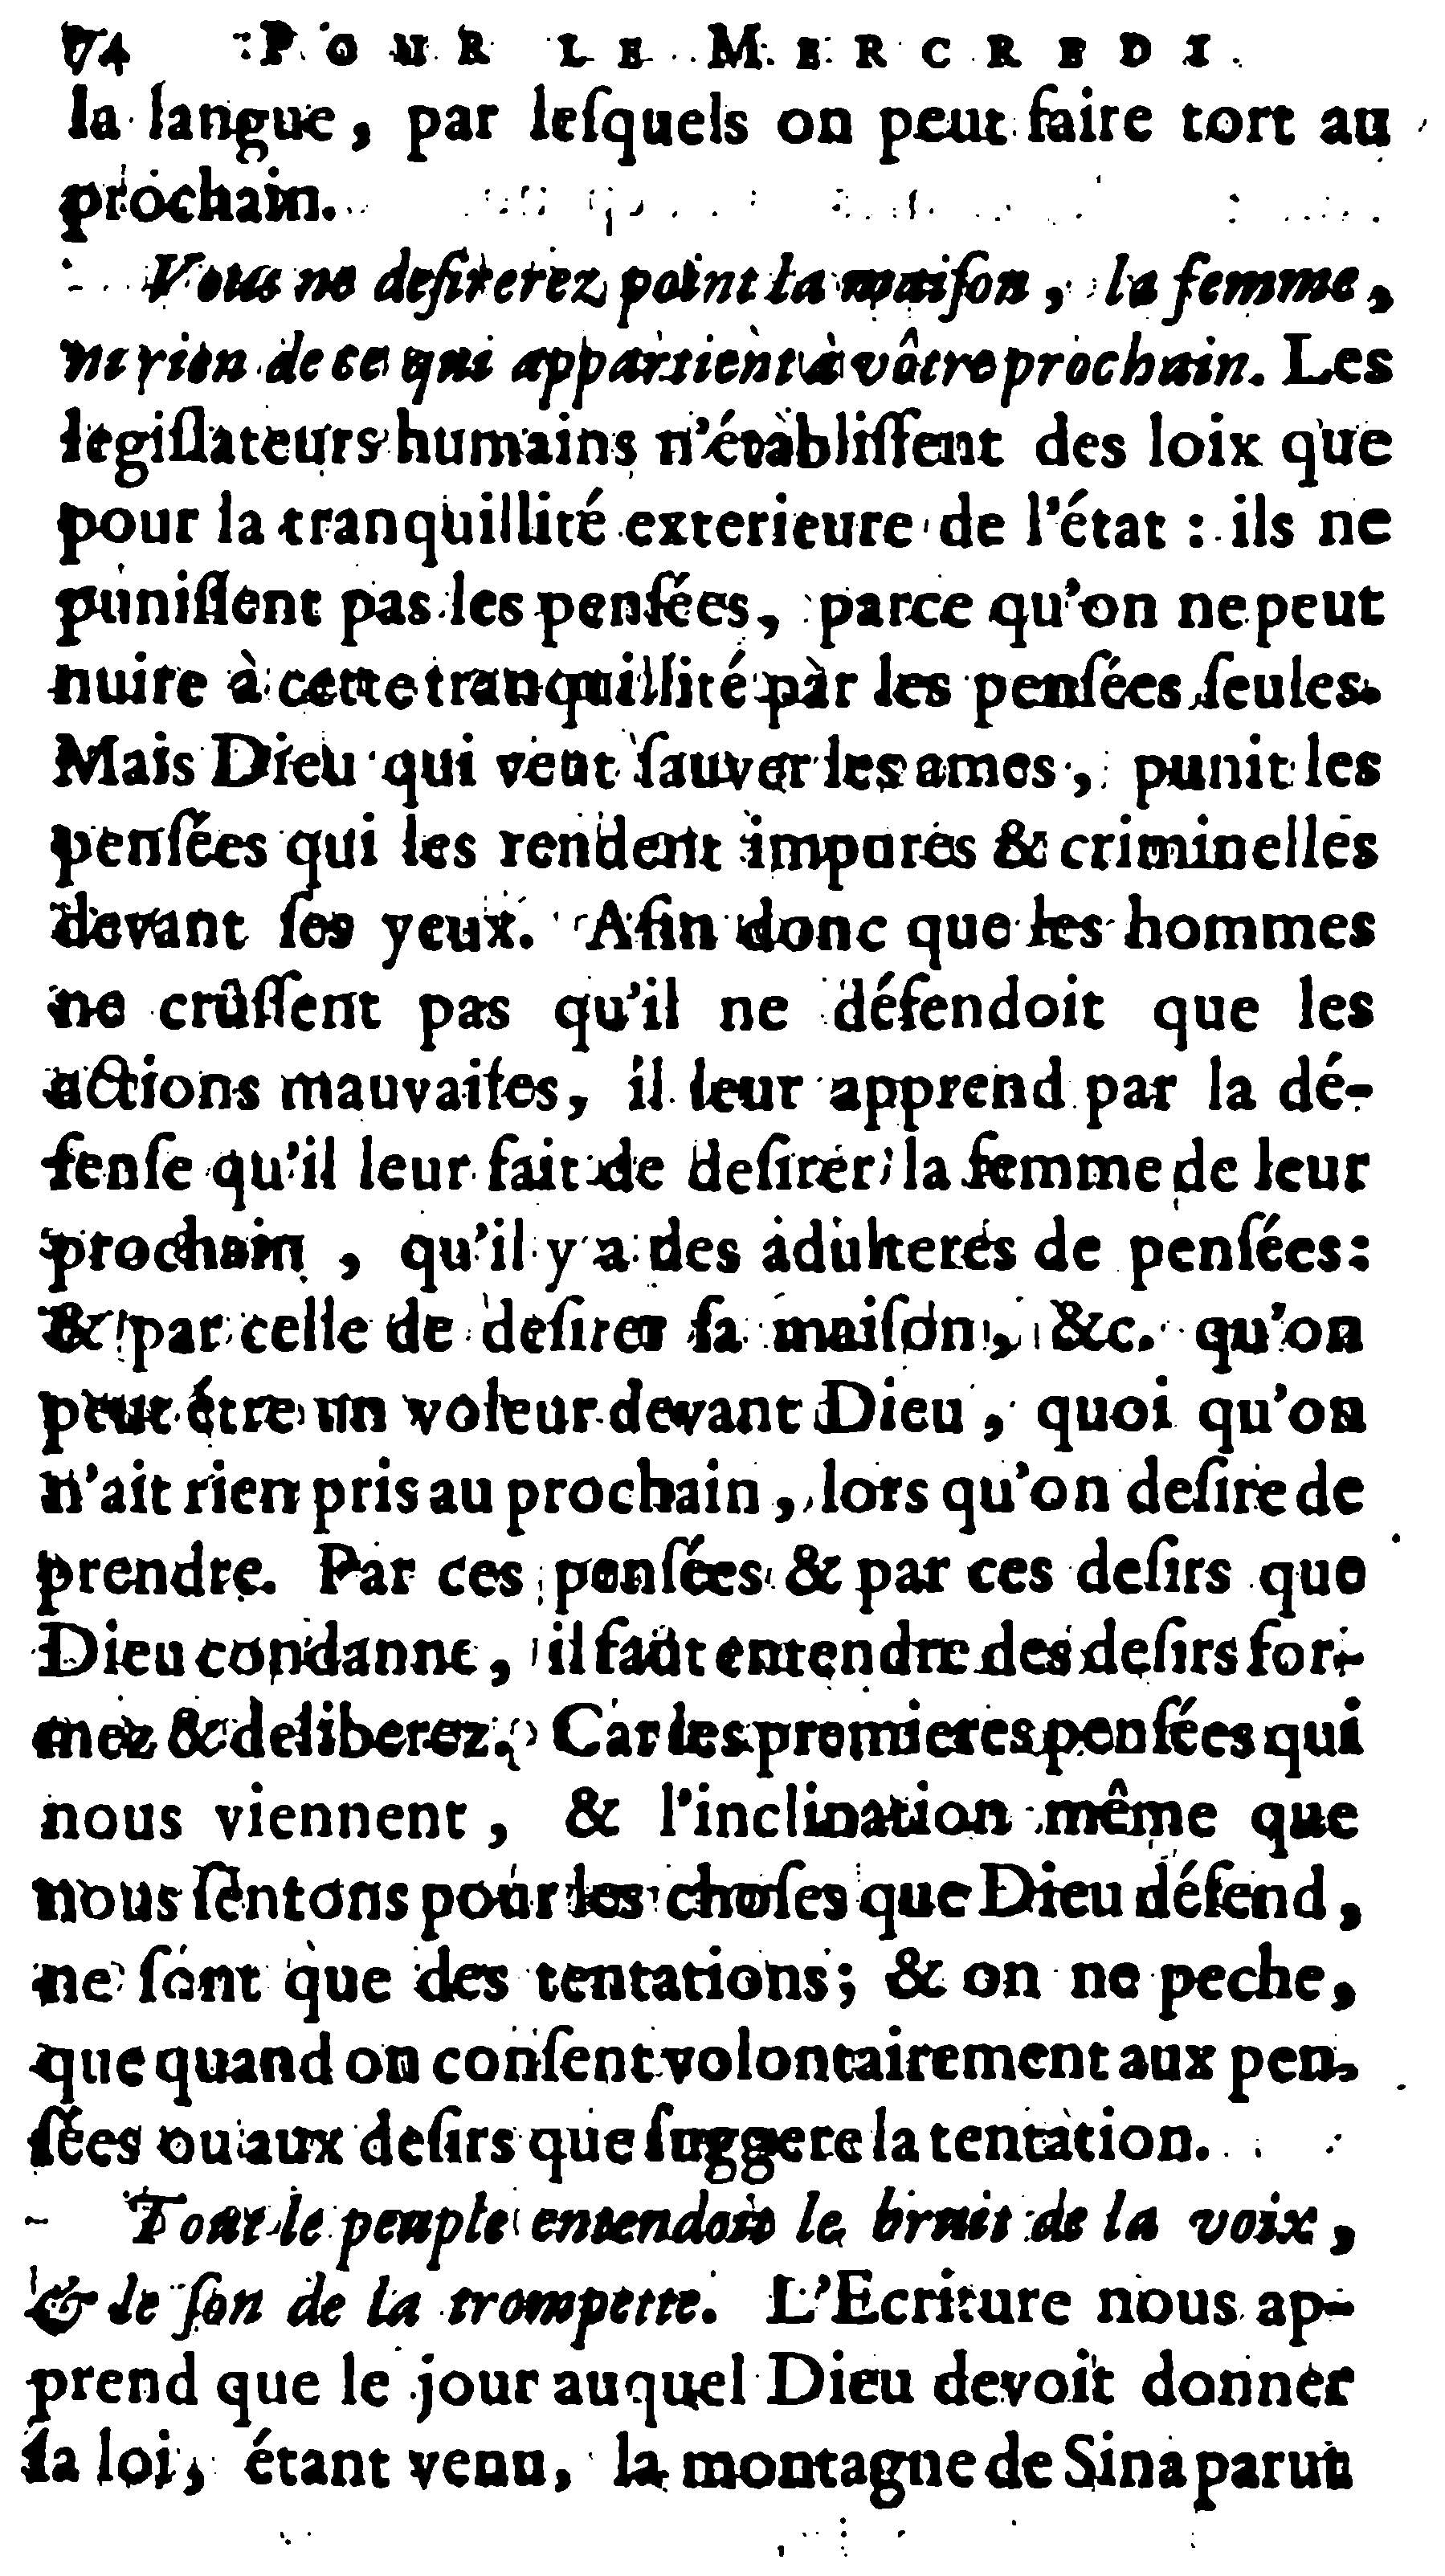 74 POUR LE MERCREDI.
la langue, par leſquels on peut faire tort au
prochain.
Vous ne deſirerez point la maiſon, la femme,
ni rien de ce qui appartient à vôtre prochain. Les
legiſlateurs humains n'établiſſent des loix que
pour la tranquillité exterieure de l'état : ils ne
puniſſent pas les penſées, parce qu'on ne peut
nuire à cette tranquillité par les penſées ſeules.
Mais Dieu qui veut ſauver les ames, punit les
penſées qui les rendent impures & criminelles
devant ſes yeux. Afin donc que les hommes
ne crûſſent pas qu'il ne défendoit que les
actions mauvaiſes, il leur apprend par la dé-
fenſe qu'il leur fait de deſirer la femme de leur
prochain, qu'il y a des adulteres de penſées:
& par celle de deſirer ſa maiſon, &c. qu'on
peut être un voleur devant Dieu, quoi qu'on
n'ait rien pris au prochain, lors qu'on deſire de
prendre. Par ces penſées & par ces deſirs que
Dieu condanne, il faut entendre des deſirs for-
mez & deliberez. Car les premieres penſées qui
nous viennent, & l'inclination même que
nous ſentons pour les choſes que Dieu défend,
ne ſont que des tentations; & on ne peche,
que quand on conſent volontairement aux pen-
ſées ou aux deſirs que ſuggere la tentation.
Tout le peuple entendoit le bruit de la voix,
& le ſon de la trompette. L'Ecriture nous ap-
prend que le jour auquel Dieu devoit donner
ſa loi, étant venu, la montagne de Sina parut